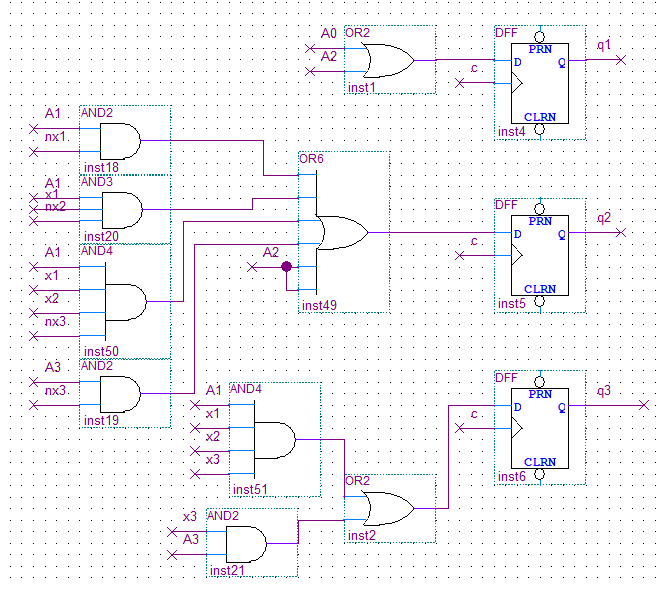 A0
A2
OR2
inst1
DFF
PRN
D
Q
CLRN
inst4
c
q1
A1
nx1
AND2
inst18
A1
x1
nx2
AND3
inst20
A1
x1
x2
nx3
AND4
inst50
A3
nx3
AND2
inst19
OR6
A2
inst49
DFF
PRN
D
Q
CLRN
inst5
c
q2
A1
x1
x2
x3
AND4
inst51
x3
A3
AND2
inst21
OR2
inst2
DFF
PRN
D
Q
CLRN
inst6
c
q3